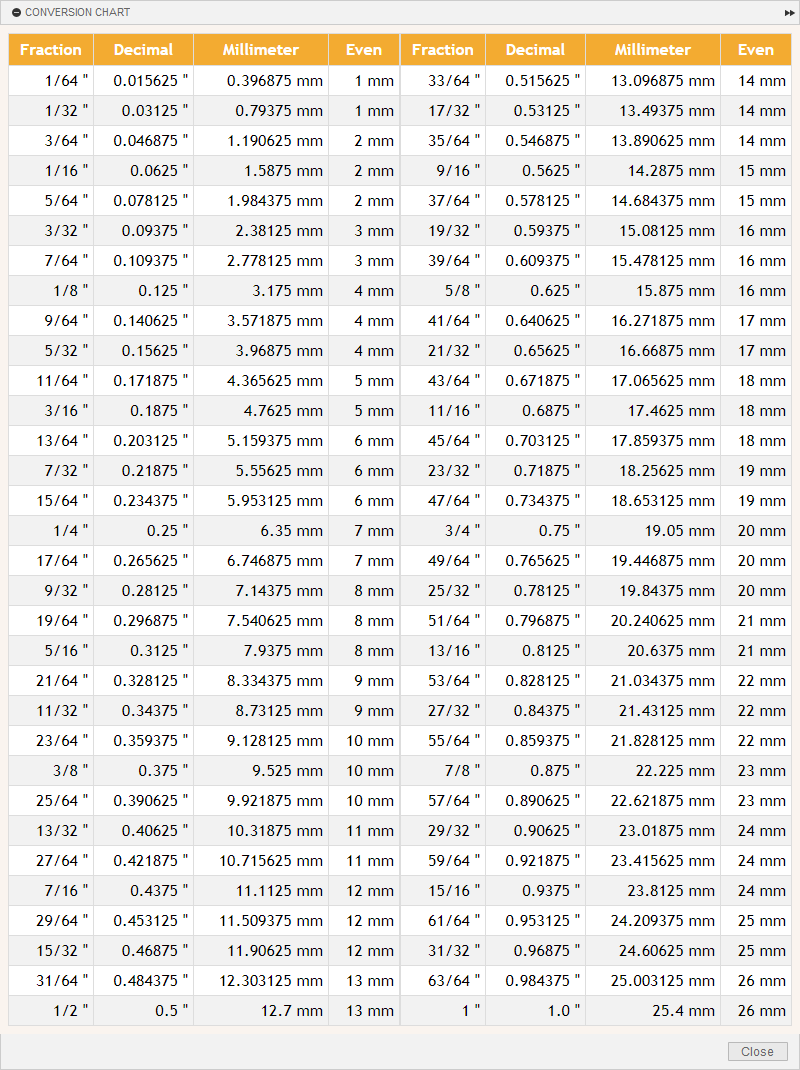 CONVERSION CHART
Fraction Decimal Millimeter Even Fraction Decimal Millimeter Even
1/64 " 0.015625 " 0.396875 mm 1 mm 33/64 " 0.515625 " 13.096875 mm 14 mm
1/32 " 0.03125 " 0.79375 mm 1 mm 17/32 " 0.53125 " 13.49375 mm 14 mm
3/64 " 0.046875 " 1.190625 mm 2 mm 35/64 " 0.546875 " 13.890625 mm 14 mm
1/16 " 0.0625 " 1.5875 mm 2 mm 9/16 " 0.5625 " 14.2875 mm 15 mm
5/64 " 0.078125 " 1.984375 mm 2 mm 37/64 " 0.578125 " 14.684375 mm 15 mm
3/32 " 0.09375 " 2.38125 mm 3 mm 19/32 " 0.59375 " 15.08125 mm 16 mm
7/64 " 0.109375 " 2.778125 mm 3 mm 39/64 " 0.609375 " 15.478125 mm 16 mm
1/8 " 0.125 " 3.175 mm 4 mm 5/8 " 0.625 " 15.875 mm 16 mm
9/64 " 0.140625 " 3.571875 mm 4 mm 41/64 " 0.640625 " 16.271875 mm 17 mm
5/32 " 0.15625 " 3.96875 mm 4 mm 21/32 " 0.65625 " 16.66875 mm 17 mm
11/64 " 0.171875 " 4.365625 mm 5 mm 43/64 " 0.671875 " 17.065625 mm 18 mm
3/16 " 0.1875 " 4.7625 mm 5 mm 11/16 " 0.6875 " 17.4625 mm 18 mm
13/64 " 0.203125 " 5.159375 mm 6 mm 45/64 " 0.703125 " 17.859375 mm 18 mm
7/32 " 0.21875 " 5.55625 mm 6 mm 23/32 " 0.71875 " 18.25625 mm 19 mm
15/64 " 0.234375 " 5.953125 mm 6 mm 47/64 " 0.734375 " 18.653125 mm 19 mm
1/4 " 0.25 " 6.35 mm 7 mm 3/4 " 0.75 " 19.05 mm 20 mm
17/64 " 0.265625 " 6.746875 mm 7 mm 49/64 " 0.765625 " 19.446875 mm 20 mm
9/32 " 0.28125 " 7.14375 mm 8 mm 25/32 " 0.78125 " 19.84375 mm 20 mm
19/64 " 0.296875 " 7.540625 mm 8 mm 51/64 " 0.796875 " 20.240625 mm 21 mm
5/16 " 0.3125 " 7.9375 mm 8 mm 13/16 " 0.8125 " 20.6375 mm 21 mm
21/64 " 0.328125 " 8.334375 mm 9 mm 53/64 " 0.828125 " 21.034375 mm 22 mm
11/32 " 0.34375 " 8.73125 mm 9 mm 27/32 " 0.84375 " 21.43125 mm 22 mm
23/64 " 0.359375 " 9.128125 mm 10 mm 55/64 " 0.859375 " 21.828125 mm 22 mm
3/8 " 0.375 " 9.525 mm 10 mm 7/8 " 0.875 " 22.225 mm 23 mm
25/64 " 0.390625 " 9.921875 mm 10 mm 57/64 " 0.890625 " 22.621875 mm 23 mm
13/32 " 0.40625 " 10.31875 mm 11 mm 29/32 " 0.90625 " 23.01875 mm 24 mm
27/64 " 0.421875 " 10.715625 mm 11 mm 59/64 " 0.921875 " 23.415625 mm 24 mm
7/16 " 0.4375 " 11.1125 mm 12 mm 15/16 " 0.9375 " 23.8125 mm 24 mm
29/64 " 0.453125 " 11.509375 mm 12 mm 61/64 " 0.953125 " 24.209375 mm 25 mm
15/32 " 0.46875 " 11.90625 mm 12 mm 31/32 " 0.96875 " 24.60625 mm 25 mm
31/64 " 0.484375 " 12.303125 mm 13 mm 63/64 " 0.984375 " 25.003125 mm 26 mm
1/2 " 0.5 " 12.7 mm 13 mm 1 " 1.0 " 25.4 mm 26 mm
Close